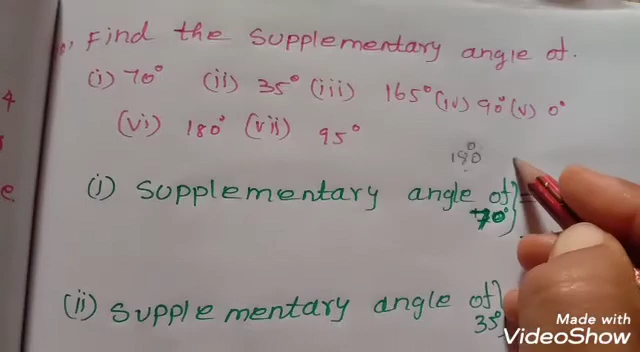 Find the Supplementary angle of.
(i) 70° (ii) 35° (iii) 165° (iv) 90° (v) 0°
(vi) 180° (vii) 95°
180°
(i) Supplementary angle of } =
70°
(ii) Supplementary angle of }
35°
4
e
Made with
VideoShow